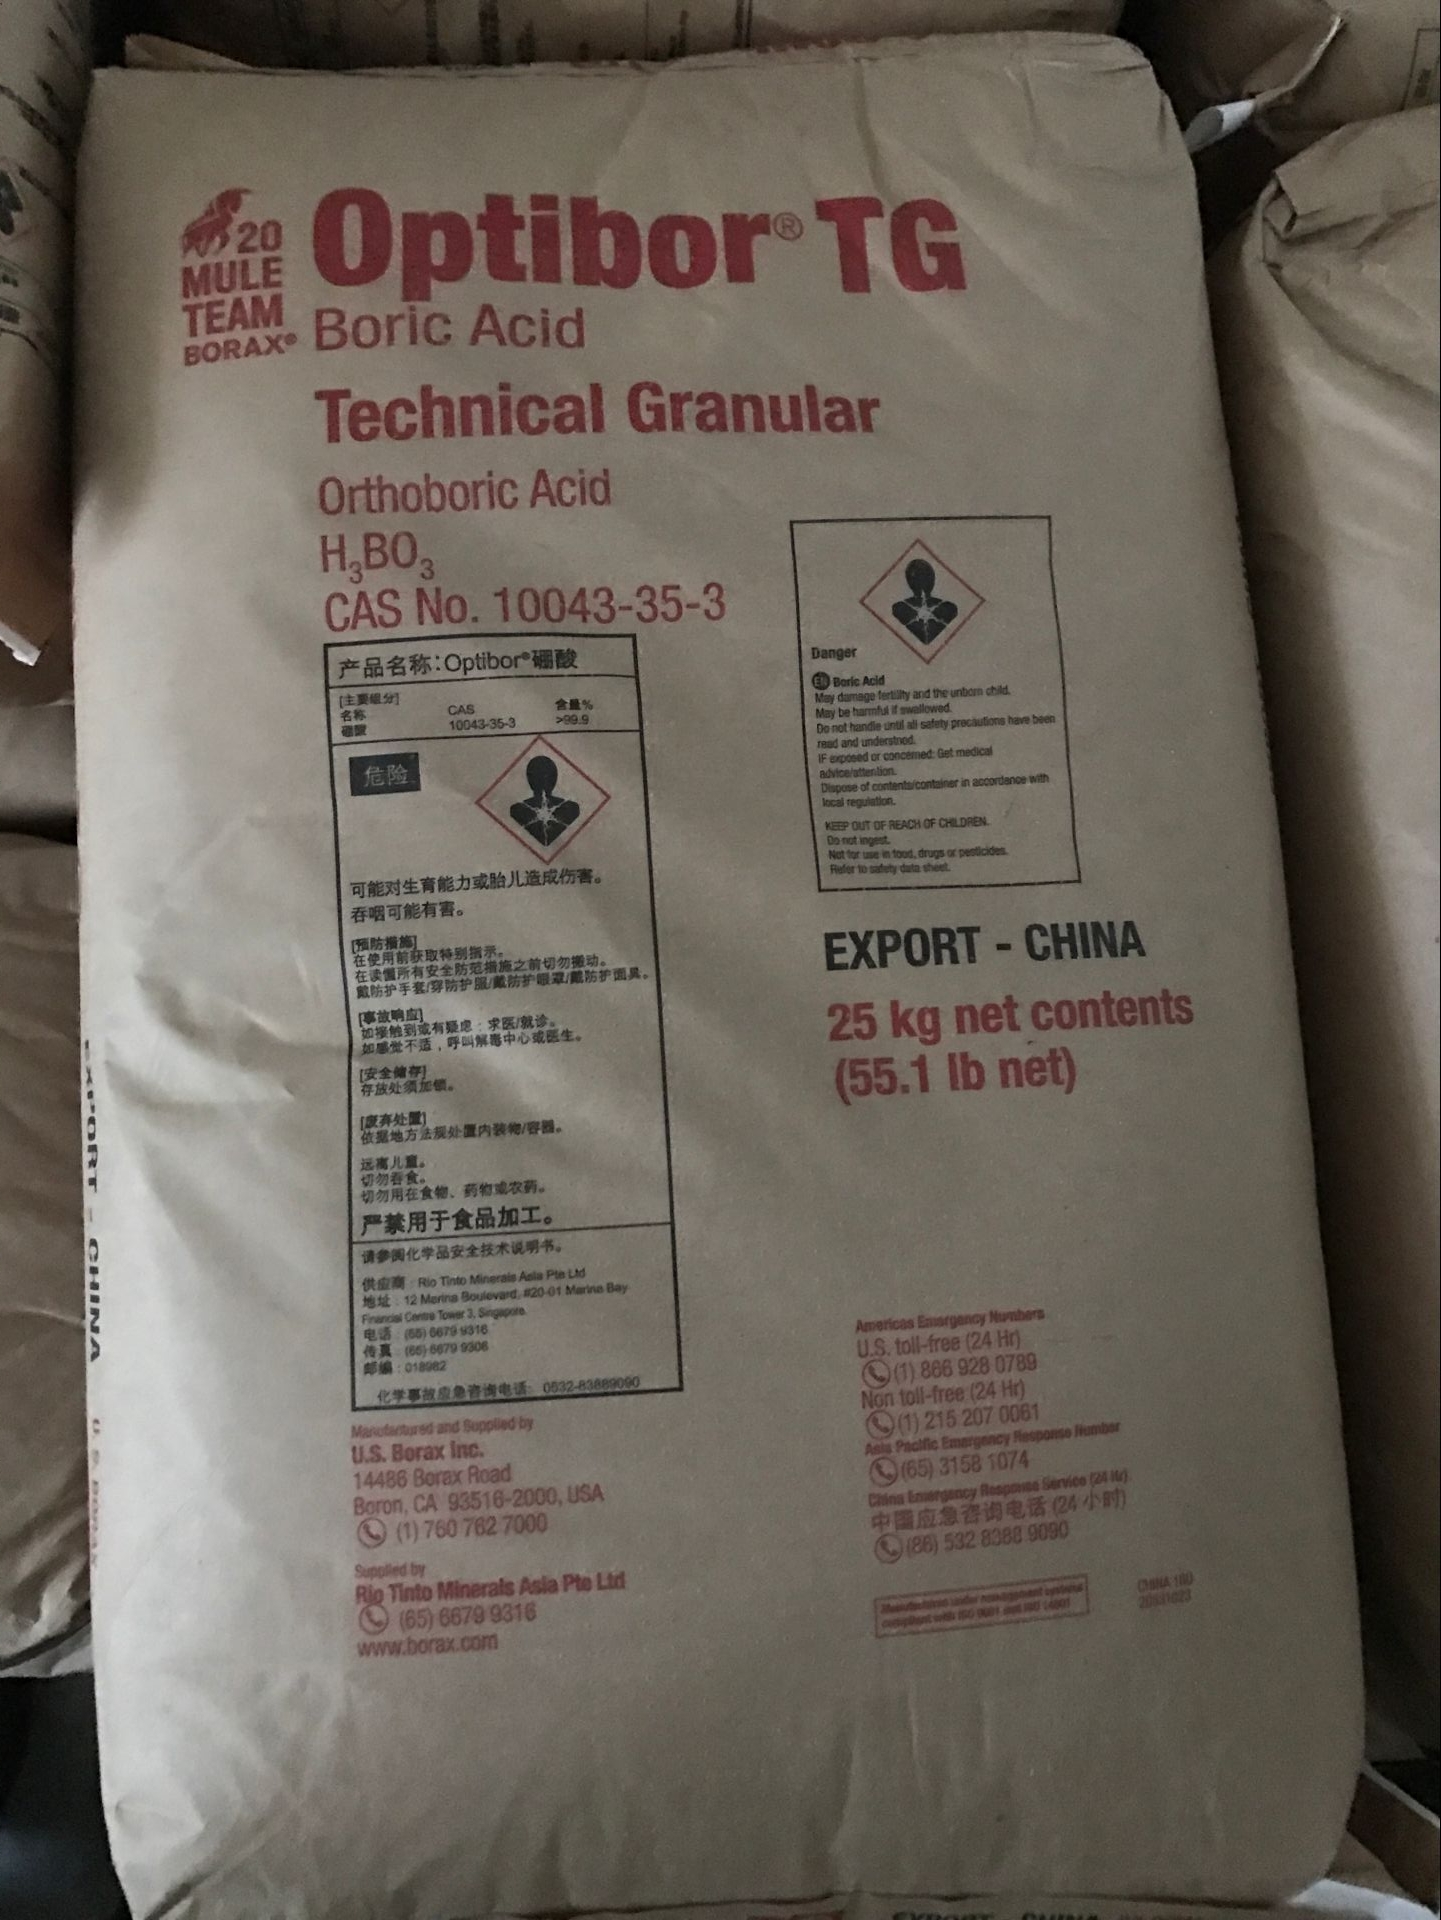 20
MULE
TEAM
BORAX®
Optibor® TG
Boric Acid
Technical Granular
Orthoboric Acid
H₃BO₃
CAS No. 10043-35-3
产品名称:Optibor®硼酸
[主要组分]
名称 CAS 含量%
硼酸 10043-35-3 >99.9
危险
可能对生育能力或胎儿造成伤害。
吞咽可能有害。
[预防措施]
在使用前获取特别指示。
在读懂所有安全防范措施之前切勿搬动。
戴防护手套/穿防护服/戴防护眼罩/戴防护面具。
[事故响应]
如接触到或有疑虑：求医/就诊。
如感觉不适，呼叫解毒中心或医生。
[安全储存]
存放处须加锁。
[废弃处置]
依据地方法规处置内装物/容器。
远离儿童。
切勿吞食。
切勿用在食物、药物或农药。
严禁用于食品加工。
请参阅化学品安全技术说明书。
供应商：Rio Tinto Minerals Asia Pte Ltd
地址：12 Marina Boulevard, #20-01 Marina Bay
Financial Centre Tower 3, Singapore.
电话：(65) 6679 9316
传真：(65) 6679 9306
邮编：018982
化学事故应急咨询电话: 0532-83889090
Manufactured and Supplied by
U.S. Borax Inc.
14486 Borax Road
Boron, CA 93516-2000, USA
(1) 760 762 7000
Supplied by
Rio Tinto Minerals Asia Pte Ltd
(65) 6679 9316
www.borax.com
Danger
EN Boric Acid
May damage fertility and the unborn child.
May be harmful if swallowed.
Do not handle until all safety precautions have been
read and understood.
IF exposed or concerned: Get medical
advice/attention.
Dispose of contents/container in accordance with
local regulation.
KEEP OUT OF REACH OF CHILDREN.
Do not ingest.
Not for use in food, drugs or pesticides.
Refer to safety data sheet.
EXPORT - CHINA
25 kg net contents
(55.1 lb net)
Americas Emergency Numbers
U.S. toll-free (24 Hr)
(1) 866 928 0789
Non toll-free (24 Hr)
(1) 215 207 0061
Asia Pacific Emergency Response Number
(65) 3158 1074
China Emergency Response Service (24 Hr)
中国应急咨询电话 (24 小时)
(86) 532 8388 9090
Manufactured under management systems
compliant with ISO 9001 and ISO 14001
CHINA
EXPORT - CHINA
U.S. Borax
EXPORT CHINA